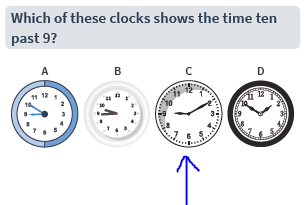 Which of these clocks shows the time ten
past 9?
A B C D